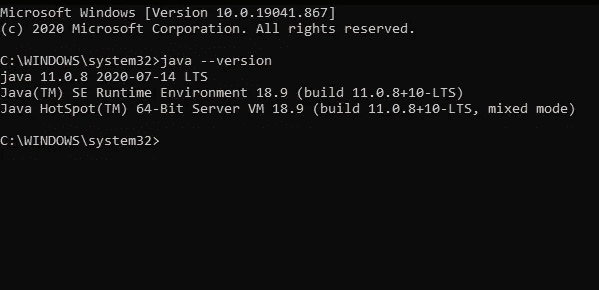 Microsoft Windows [Version 10.0.19041.867]
(c) 2020 Microsoft Corporation. All rights reserved.
C:\WINDOWS\system32>java --version
java 11.0.8 2020-07-14 LTS
Java(TM) SE Runtime Environment 18.9 (build 11.0.8+10-LTS)
Java HotSpot(TM) 64-Bit Server VM 18.9 (build 11.0.8+10-LTS, mixed mode)
C:\WINDOWS\system32>